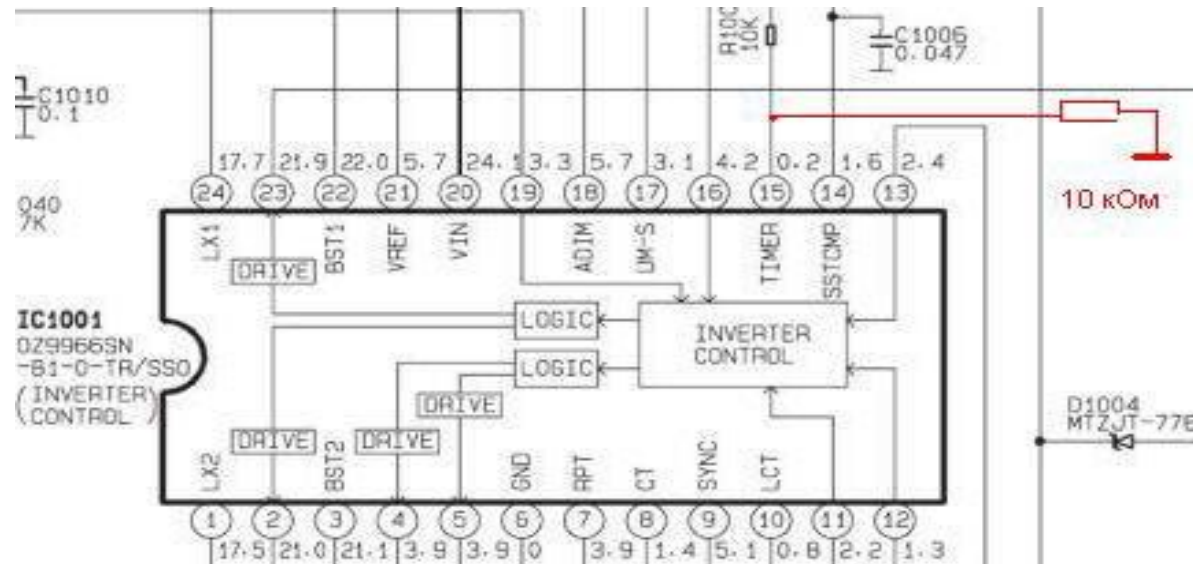 R100
10K
C1006
0.047
C1010
0.1
17.7 21.9 22.0 5.7 24.1 3.3 5.7 3.1 4.2 0.2 1.6 2.4
24 23 22 21 20 19 18 17 16 15 14 13
10 кОм
040
7K
LX1
BST1
VREF
VIN
ADIM
UM-S
TIMER
SSTCMP
DRIVE
IC1001
OZ9966SN
-B1-0-TR/SSO
(INVERTER
CONTROL)
LOGIC
LOGIC
INVERTER
CONTROL
DRIVE
DRIVE
DRIVE
D1004
MTZJT-77B
LX2
BST2
GND
RPT
CT
SYNC
LCT
1 2 3 4 5 6 7 8 9 10 11 12
17.5 21.0 21.1 3.9 3.9 0 3.9 1.4 5.1 0.8 2.2 1.3